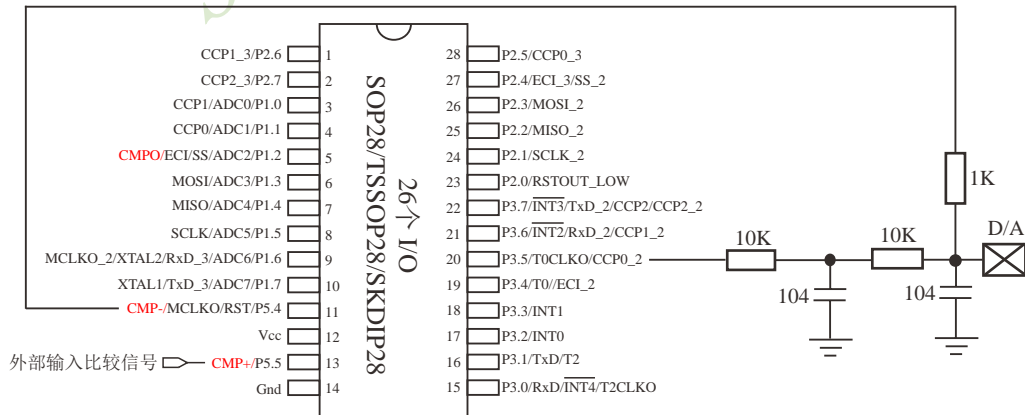 CCP1_3/P2.6 1
CCP2_3/P2.7 2
CCP1/ADC0/P1.0 3
CCP0/ADC1/P1.1 4
CMPO/ECI/SS/ADC2/P1.2 5
MOSI/ADC3/P1.3 6
MISO/ADC4/P1.4 7
SCLK/ADC5/P1.5 8
MCLKO_2/XTAL2/RxD_3/ADC6/P1.6 9
XTAL1/TxD_3/ADC7/P1.7 10
CMP-/MCLKO/RST/P5.4 11
Vcc 12
外部输入比较信号 CMP+/P5.5 13
Gnd 14
SOP28/TSSOP28/SKDIP28
26个 I/O
28 P2.5/CCP0_3
27 P2.4/ECI_3/SS_2
26 P2.3/MOSI_2
25 P2.2/MISO_2
24 P2.1/SCLK_2
23 P2.0/RSTOUT_LOW
22 P3.7/INT3/TxD_2/CCP2/CCP2_2
21 P3.6/INT2/RxD_2/CCP1_2
20 P3.5/T0CLKO/CCP0_2
19 P3.4/T0//ECI_2
18 P3.3/INT1
17 P3.2/INT0
16 P3.1/TxD/T2
15 P3.0/RxD/INT4/T2CLKO
1K
D/A
10K
10K
104
104